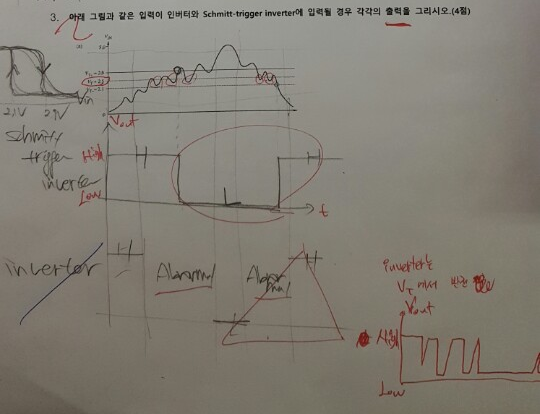 3. 아래 그림과 같은 입력이 인버터와 Schmitt-trigger inverter에 입력될 경우 각각의 출력을 그리시오.(4점)
Vin
2.1V 2.9V
Vout
Schmitt
trigger
inverter
High
Low
t
H
L
H
inverter
H
Abnormal
Abnormal
H
L
inverter는
VT에서 반전
Vout
High
Low